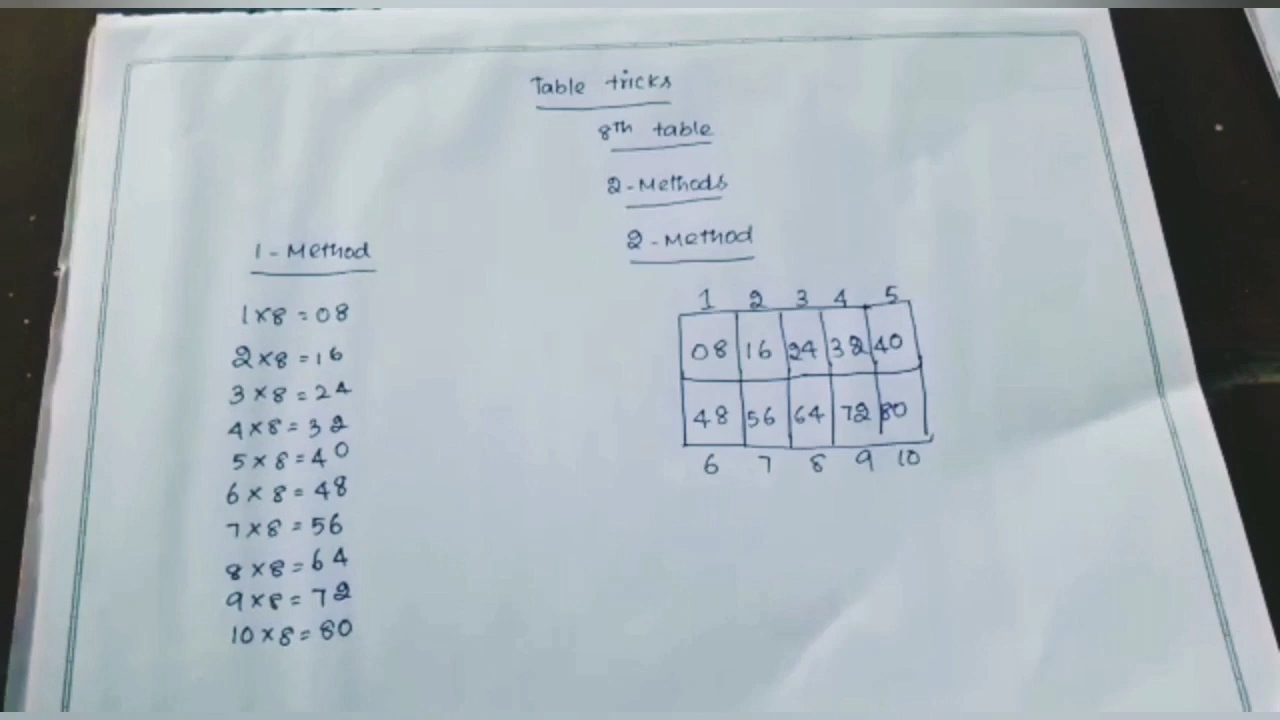 Table tricks
8th table
2-Methods
1-Method
1×8=08
2×8=16
3×8=24
4×8=32
5×8=40
6×8=48
7×8=56
8×8=64
9×8=72
10×8=80
2-Method
1 2 3 4 5
08 16 24 32 40
48 56 64 72 80
6 7 8 9 10